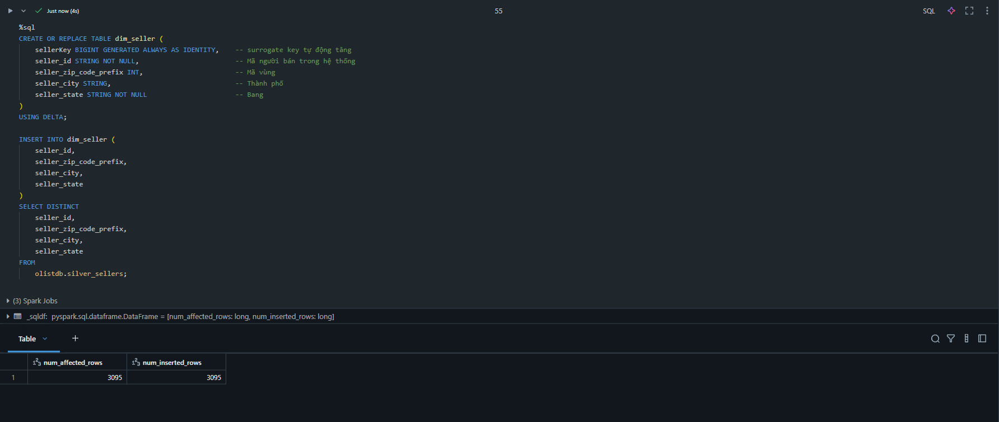 Just now (4s)
55
SQL
%sql
CREATE OR REPLACE TABLE dim_seller (
sellerKey BIGINT GENERATED ALWAYS AS IDENTITY,    -- surrogate key tự động tăng
seller_id STRING NOT NULL,                        -- Mã người bán trong hệ thống
seller_zip_code_prefix INT,                       -- Mã vùng
seller_city STRING,                               -- Thành phố
seller_state STRING NOT NULL                      -- Bang
)
USING DELTA;
INSERT INTO dim_seller (
seller_id,
seller_zip_code_prefix,
seller_city,
seller_state
)
SELECT DISTINCT
seller_id,
seller_zip_code_prefix,
seller_city,
seller_state
FROM
olistdb.silver_sellers;
(3) Spark Jobs
_sqldf: pyspark.sql.dataframe.DataFrame = [num_affected_rows: long, num_inserted_rows: long]
Table
+
num_affected_rows num_inserted_rows
1 3095 3095